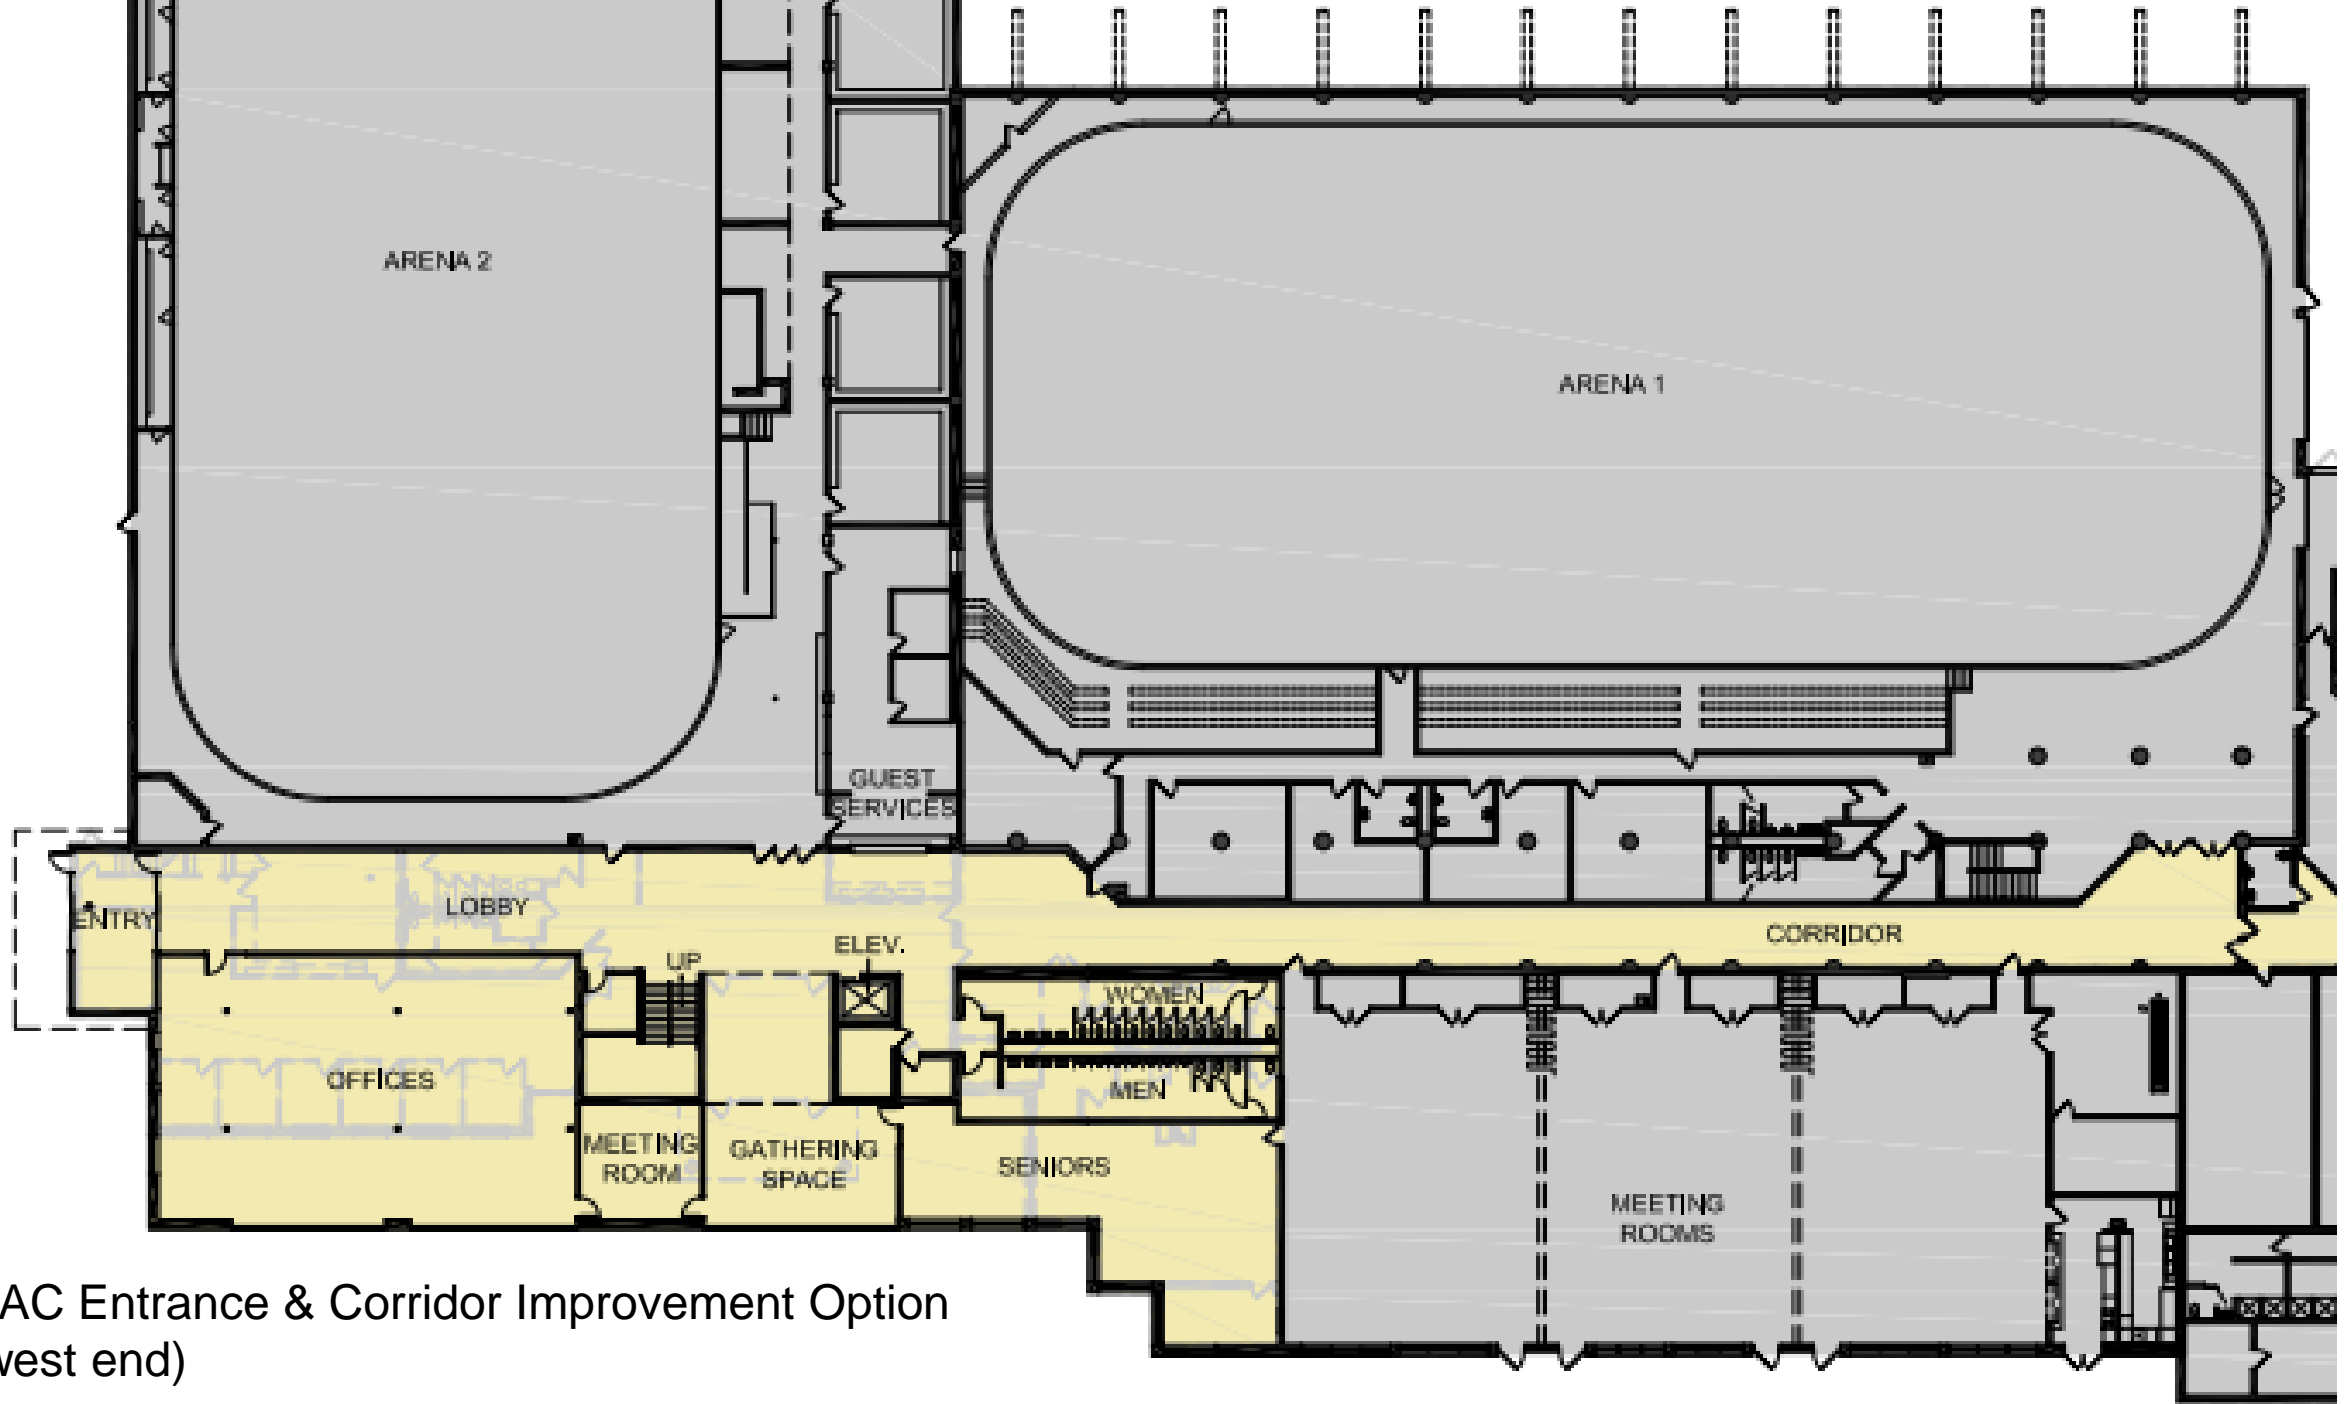 ARENA 2
ARENA 1
GUEST
SERVICES
ENTRY
LOBBY
UP
ELEV.
CORRIDOR
WOMEN
MEN
OFFICES
MEETING
ROOM
GATHERING
SPACE
SENIORS
MEETING
ROOMS
AC Entrance & Corridor Improvement Option
west end)